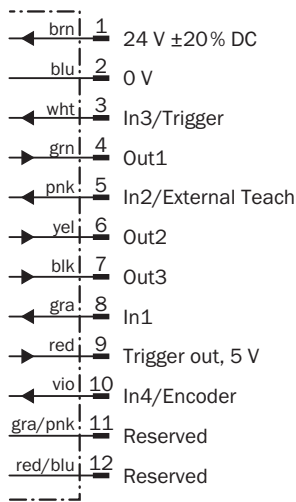 brn 1 24 V ±20% DC
blu 2 0 V
wht 3 In3/Trigger
grn 4 Out1
pnk 5 In2/External Teach
yel 6 Out2
blk 7 Out3
gra 8 In1
red 9 Trigger out, 5 V
vio 10 In4/Encoder
gra/pnk 11 Reserved
red/blu 12 Reserved